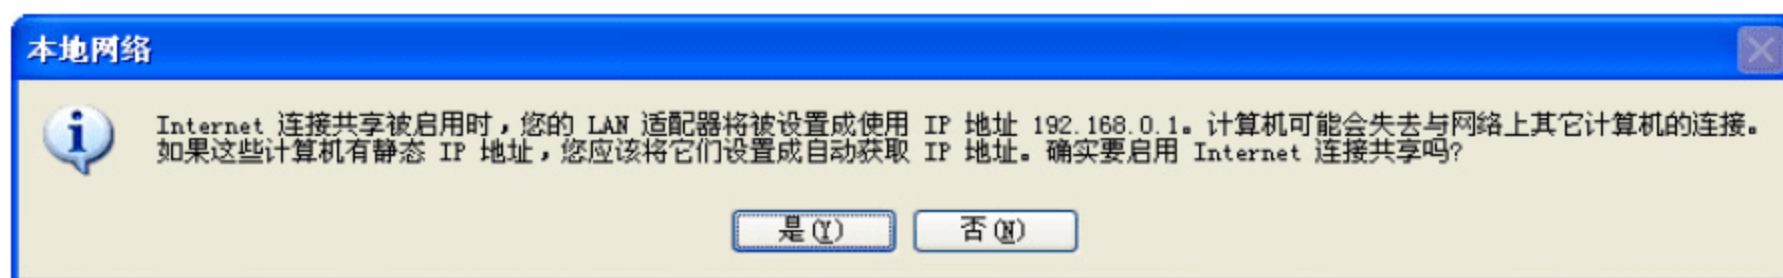 本地网络
Internet 连接共享被启用时，您的 LAN 适配器将被设置成使用 IP 地址 192.168.0.1。计算机可能会失去与网络上其它计算机的连接。
如果这些计算机有静态 IP 地址，您应该将它们设置成自动获取 IP 地址。确实要启用 Internet 连接共享吗?
是(Y) 否(N)